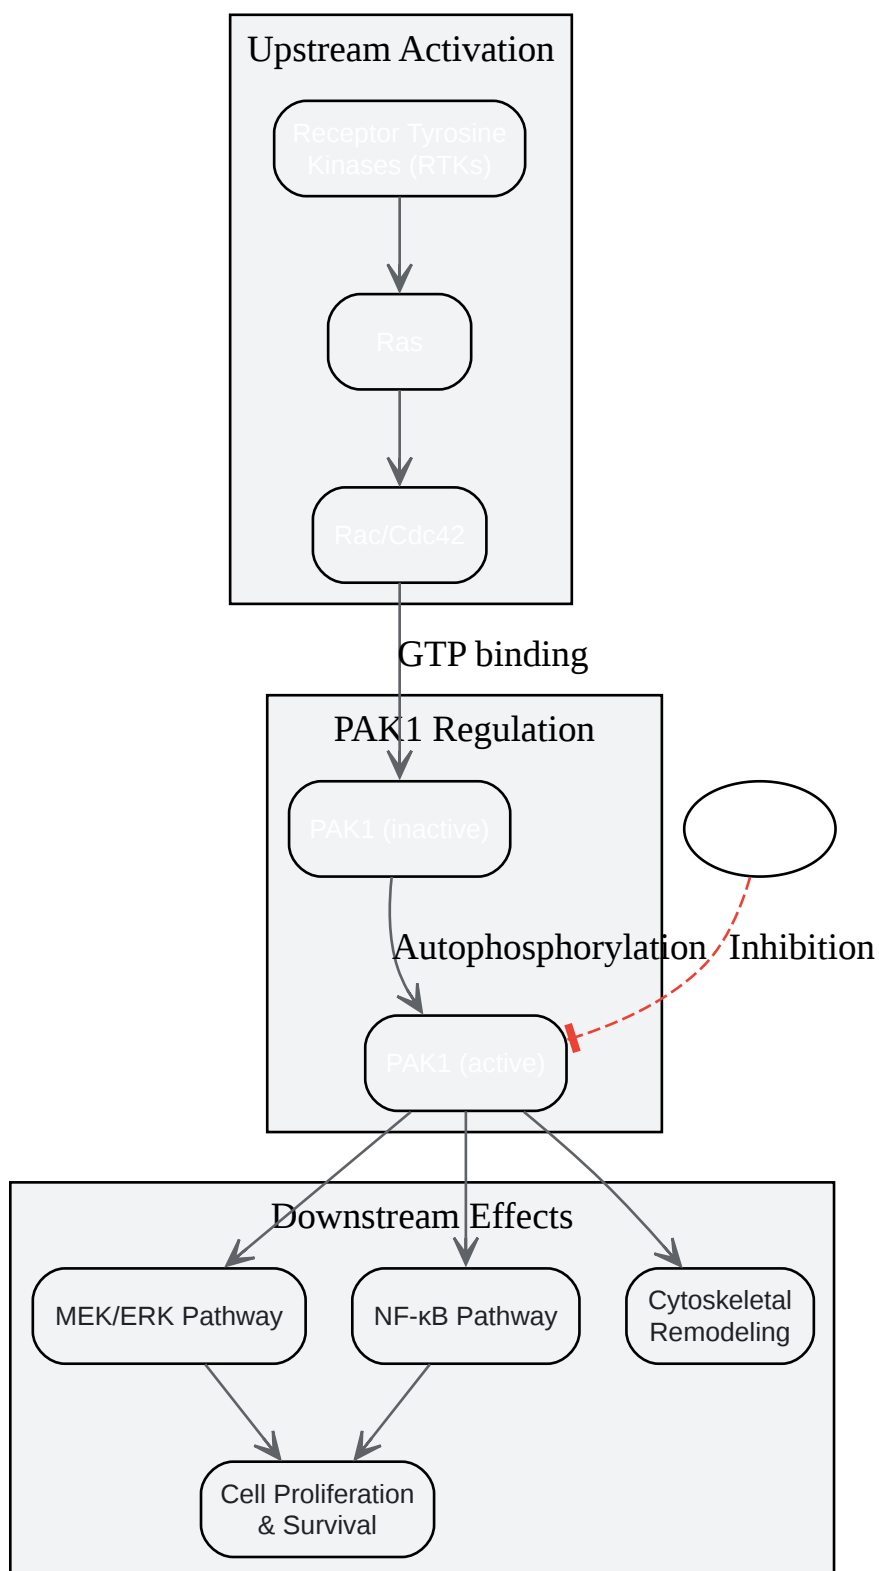 Upstream Activation
Receptor Tyrosine
Kinases (RTKs)
Ras
Rac/Cdc42
GTP binding
PAK1 Regulation
PAK1 (inactive)
Autophosphorylation
Inhibition
PAK1 (active)
Downstream Effects
MEK/ERK Pathway
NF-κB Pathway
Cytoskeletal
Remodeling
Cell Proliferation
& Survival